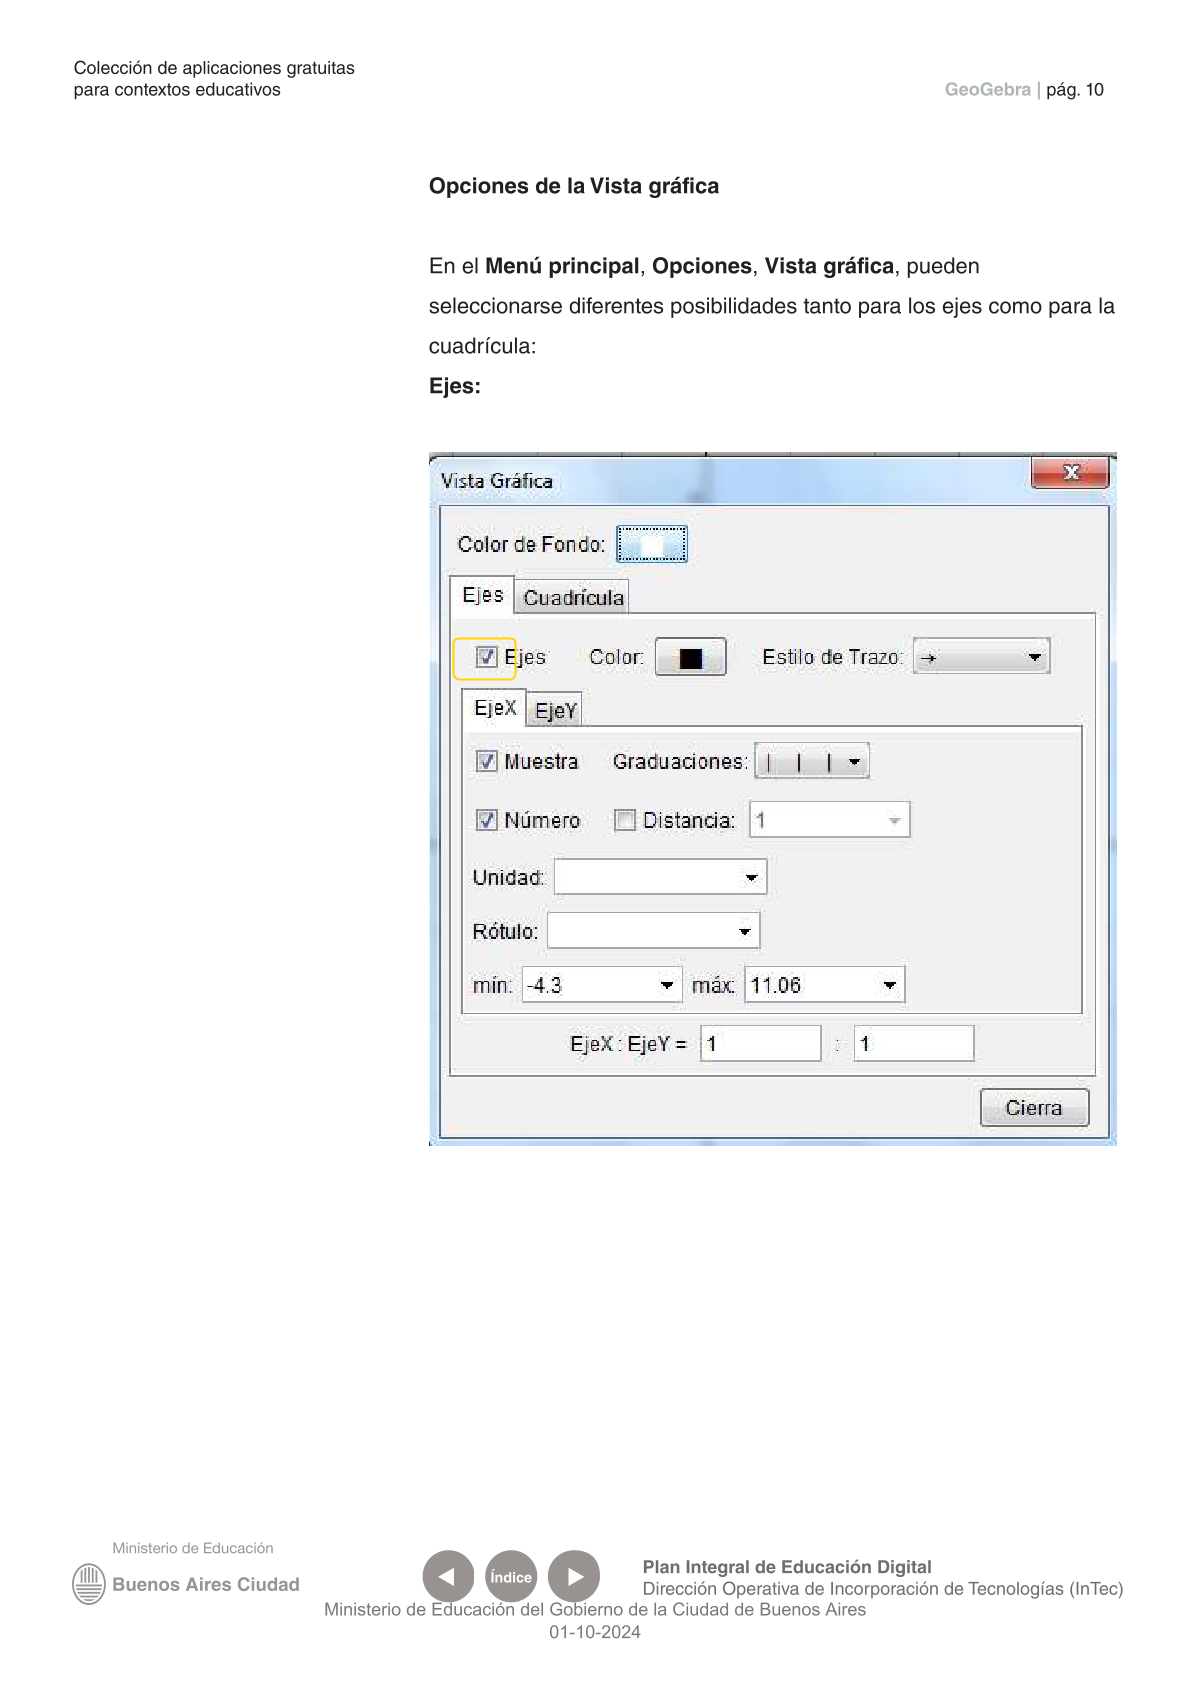 Colección de aplicaciones gratuitas
para contextos educativos
GeoGebra | pág. 10
Opciones de la Vista gráfica
En el Menú principal, Opciones, Vista gráfica, pueden
seleccionarse diferentes posibilidades tanto para los ejes como para la
cuadrícula:
Ejes:
Vista Gráfica
Color de Fondo:
Ejes Cuadrícula
Ejes Color: Estilo de Trazo:
EjeX EjeY
Muestra Graduaciones:
Número Distancia: 1
Unidad:
Rótulo:
mín: -4.3 máx: 11.06
EjeX : EjeY = 1 : 1
Cierra
Ministerio de Educación
Buenos Aires Ciudad
Índice
Plan Integral de Educación Digital
Dirección Operativa de Incorporación de Tecnologías (InTec)
Ministerio de Educación del Gobierno de la Ciudad de Buenos Aires
01-10-2024